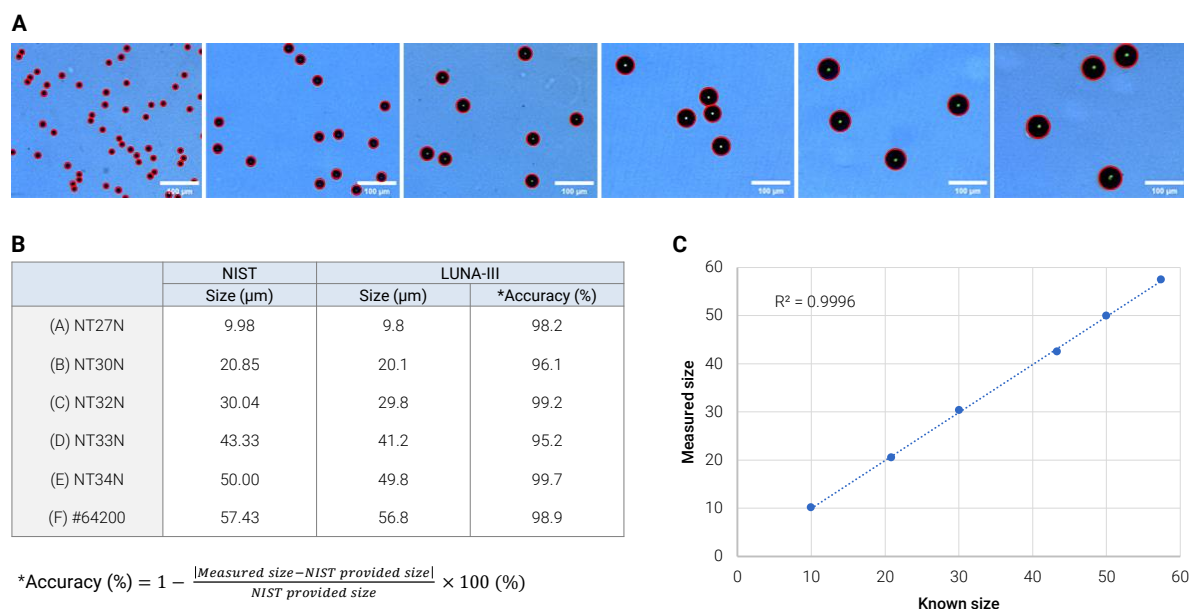 A
100 µm
100 µm
100 µm
100 µm
100 µm
100 µm
B
NIST LUNA-III
Size (µm) Size (µm) *Accuracy (%)
(A) NT27N 9.98 9.8 98.2
(B) NT30N 20.85 20.1 96.1
(C) NT32N 30.04 29.8 99.2
(D) NT33N 43.33 41.2 95.2
(E) NT34N 50.00 49.8 99.7
(F) #64200 57.43 56.8 98.9
*Accuracy (%) = 1 − |Measured size−NIST provided size| / NIST provided size × 100 (%)
C
60
50
40
30
20
10
0
R² = 0.9996
Measured size
0 10 20 30 40 50 60
Known size